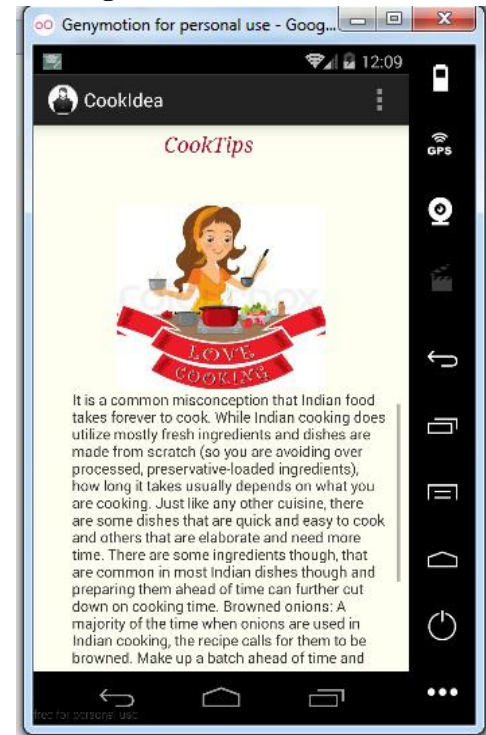 Genymotion for personal use - Goog...
12:09
CookIdea
GPS
CookTips
LOVE
COOKING
It is a common misconception that Indian food
takes forever to cook. While Indian cooking does
utilize mostly fresh ingredients and dishes are
made from scratch (so you are avoiding over
processed, preservative-loaded ingredients),
how long it takes usually depends on what you
are cooking. Just like any other cuisine, there
are some dishes that are quick and easy to cook
and others that are elaborate and need more
time. There are some ingredients though, that
are common in most Indian dishes though and
preparing them ahead of time can further cut
down on cooking time. Browned onions: A
majority of the time when onions are used in
Indian cooking, the recipe calls for them to be
browned. Make up a batch ahead of time and
free for personal use